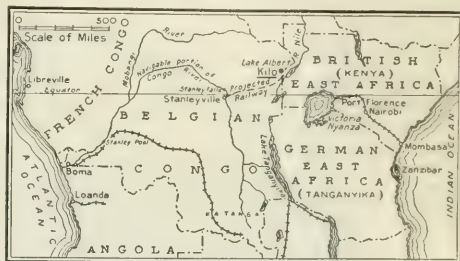 0 500
Scale of Miles
FRENCH CONGO
Libreville
Equator
Mobangi
River
Navigable portion of
Congo River
Stanley Falls
Stanleyville
Projected
Railway
Lake Albert
Kilo
R. Nile
BRITISH
(KENYA)
EAST AFRICA
Port Florence
Nairobi
Victoria
Nyanza
BELGIAN
CONGO
Stanley Pool
Boma
Loanda
ATLANTIC
OCEAN
ANGOLA
KATANGA
Lake Tanganyika
GERMAN
EAST
AFRICA
(TANGANYIKA)
Mombasa
Zanzibar
INDIAN OCEAN